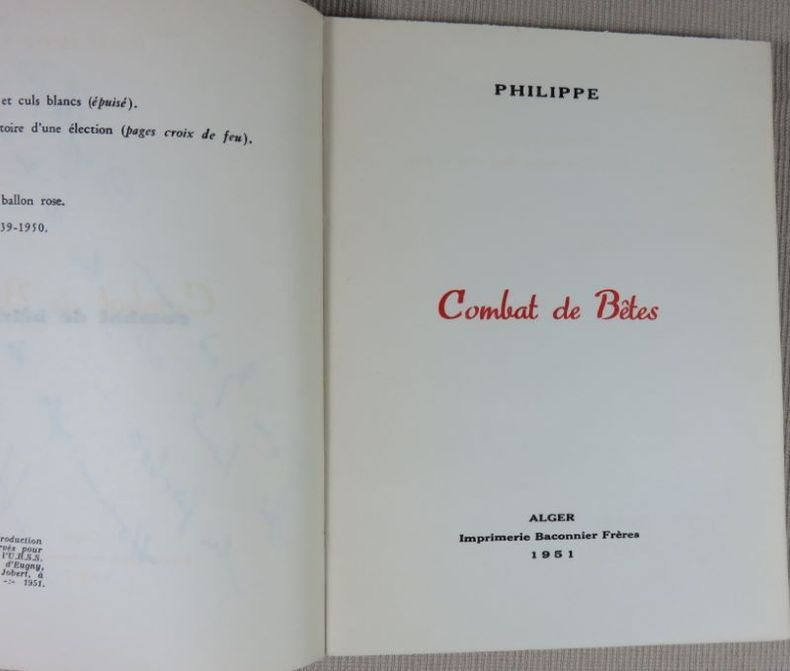 et culs blancs (épuisé).
toire d'une élection (pages croix de feu).
ballon rose.
39-1950.
roduction
pour
l'U.R.S.S.
d'Eugny,
Jobert, à
-:- 1951.
PHILIPPE
Combat de Bêtes
ALGER
Imprimerie Baconnier Frères
1951